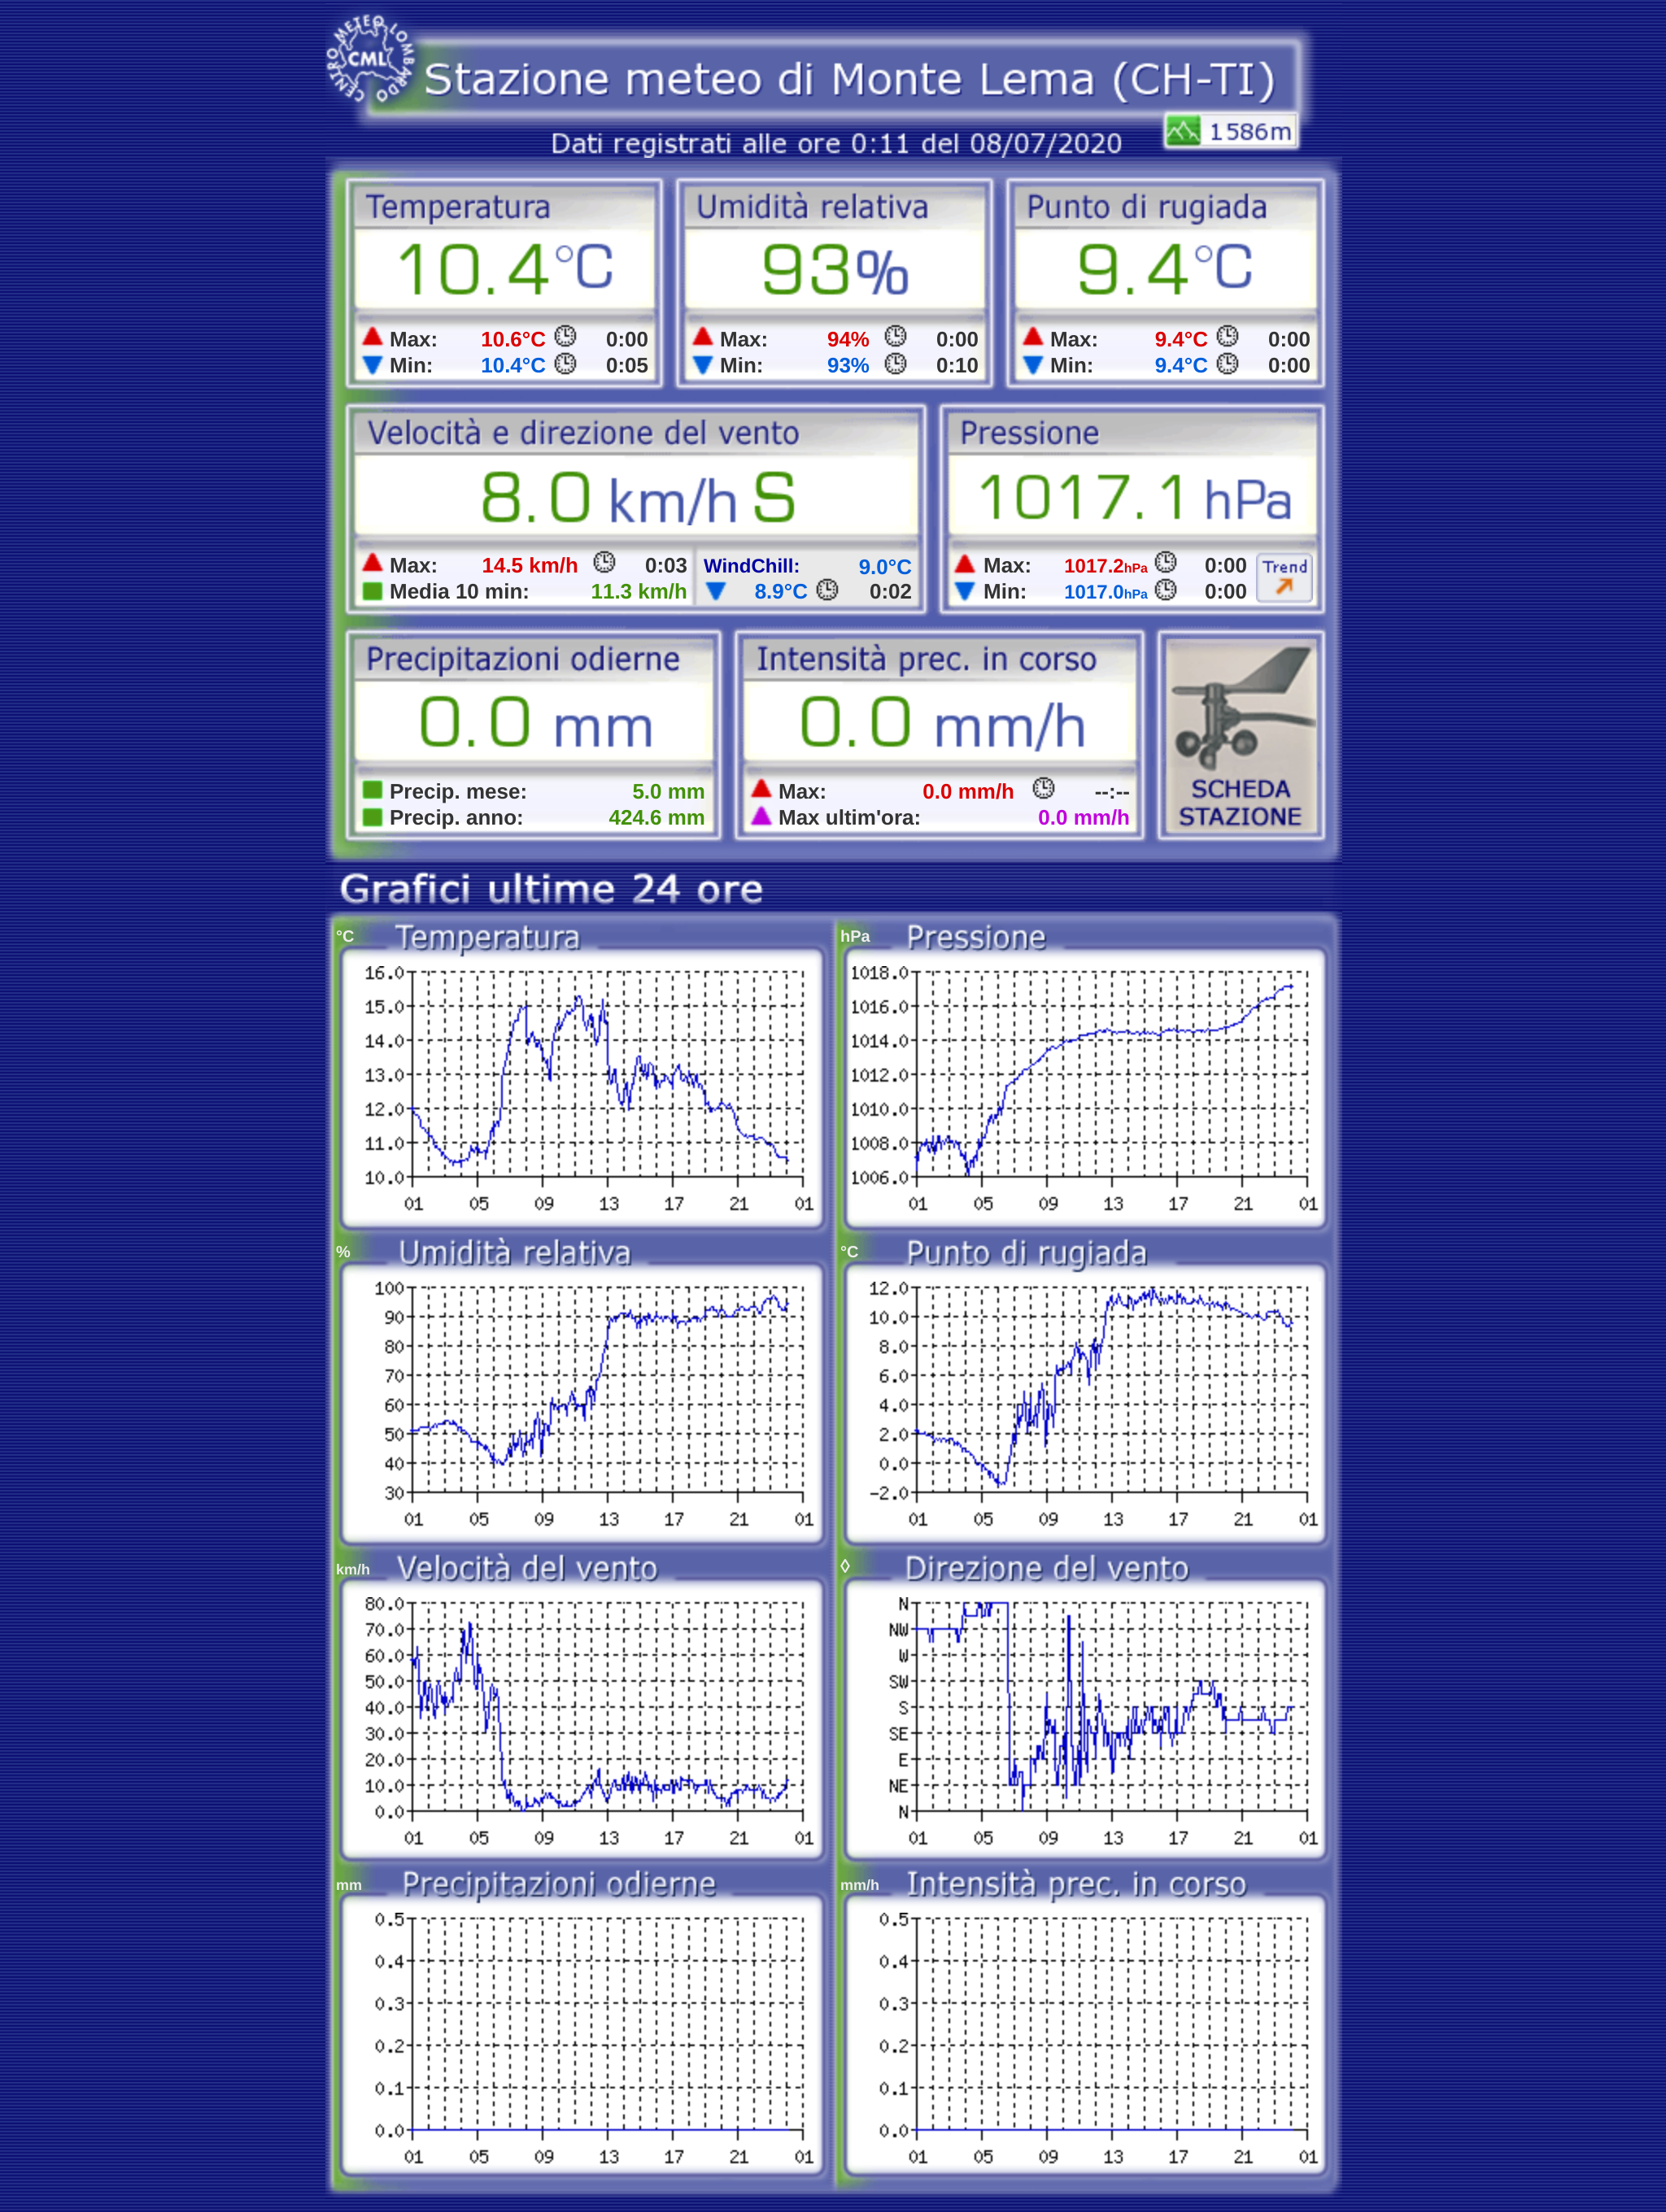 CENTRO METEO LOMBARDO
CML
Stazione meteo di Monte Lema (CH-TI)
Dati registrati alle ore 0:11 del 08/07/2020
1586m
Temperatura Umidità relativa Punto di rugiada
10.4°C 93% 9.4°C
Max: 10.6°C 0:00 Max: 94% 0:00 Max: 9.4°C 0:00
Min: 10.4°C 0:05 Min: 93% 0:10 Min: 9.4°C 0:00
Velocità e direzione del vento Pressione
8.0 km/h S 1017.1 hPa
Max: 14.5 km/h 0:03 WindChill: 9.0°C Max: 1017.2hPa 0:00 Trend
Media 10 min: 11.3 km/h 8.9°C 0:02 Min: 1017.0hPa 0:00
Precipitazioni odierne Intensità prec. in corso
0.0 mm 0.0 mm/h
Precip. mese: 5.0 mm Max: 0.0 mm/h --:-- SCHEDA
Precip. anno: 424.6 mm Max ultim'ora: 0.0 mm/h STAZIONE
Grafici ultime 24 ore
°C Temperatura
16.0
15.0
14.0
13.0
12.0
11.0
10.0
01 05 09 13 17 21 01
hPa Pressione
1018.0
1016.0
1014.0
1012.0
1010.0
1008.0
1006.0
01 05 09 13 17 21 01
% Umidità relativa
100
90
80
70
60
50
40
30
01 05 09 13 17 21 01
°C Punto di rugiada
12.0
10.0
8.0
6.0
4.0
2.0
0.0
-2.0
01 05 09 13 17 21 01
km/h Velocità del vento
80.0
70.0
60.0
50.0
40.0
30.0
20.0
10.0
0.0
01 05 09 13 17 21 01
◊ Direzione del vento
N
NW
W
SW
S
SE
E
NE
N
01 05 09 13 17 21 01
mm Precipitazioni odierne
0.5
0.4
0.3
0.2
0.1
0.0
01 05 09 13 17 21 01
mm/h Intensità prec. in corso
0.5
0.4
0.3
0.2
0.1
0.0
01 05 09 13 17 21 01